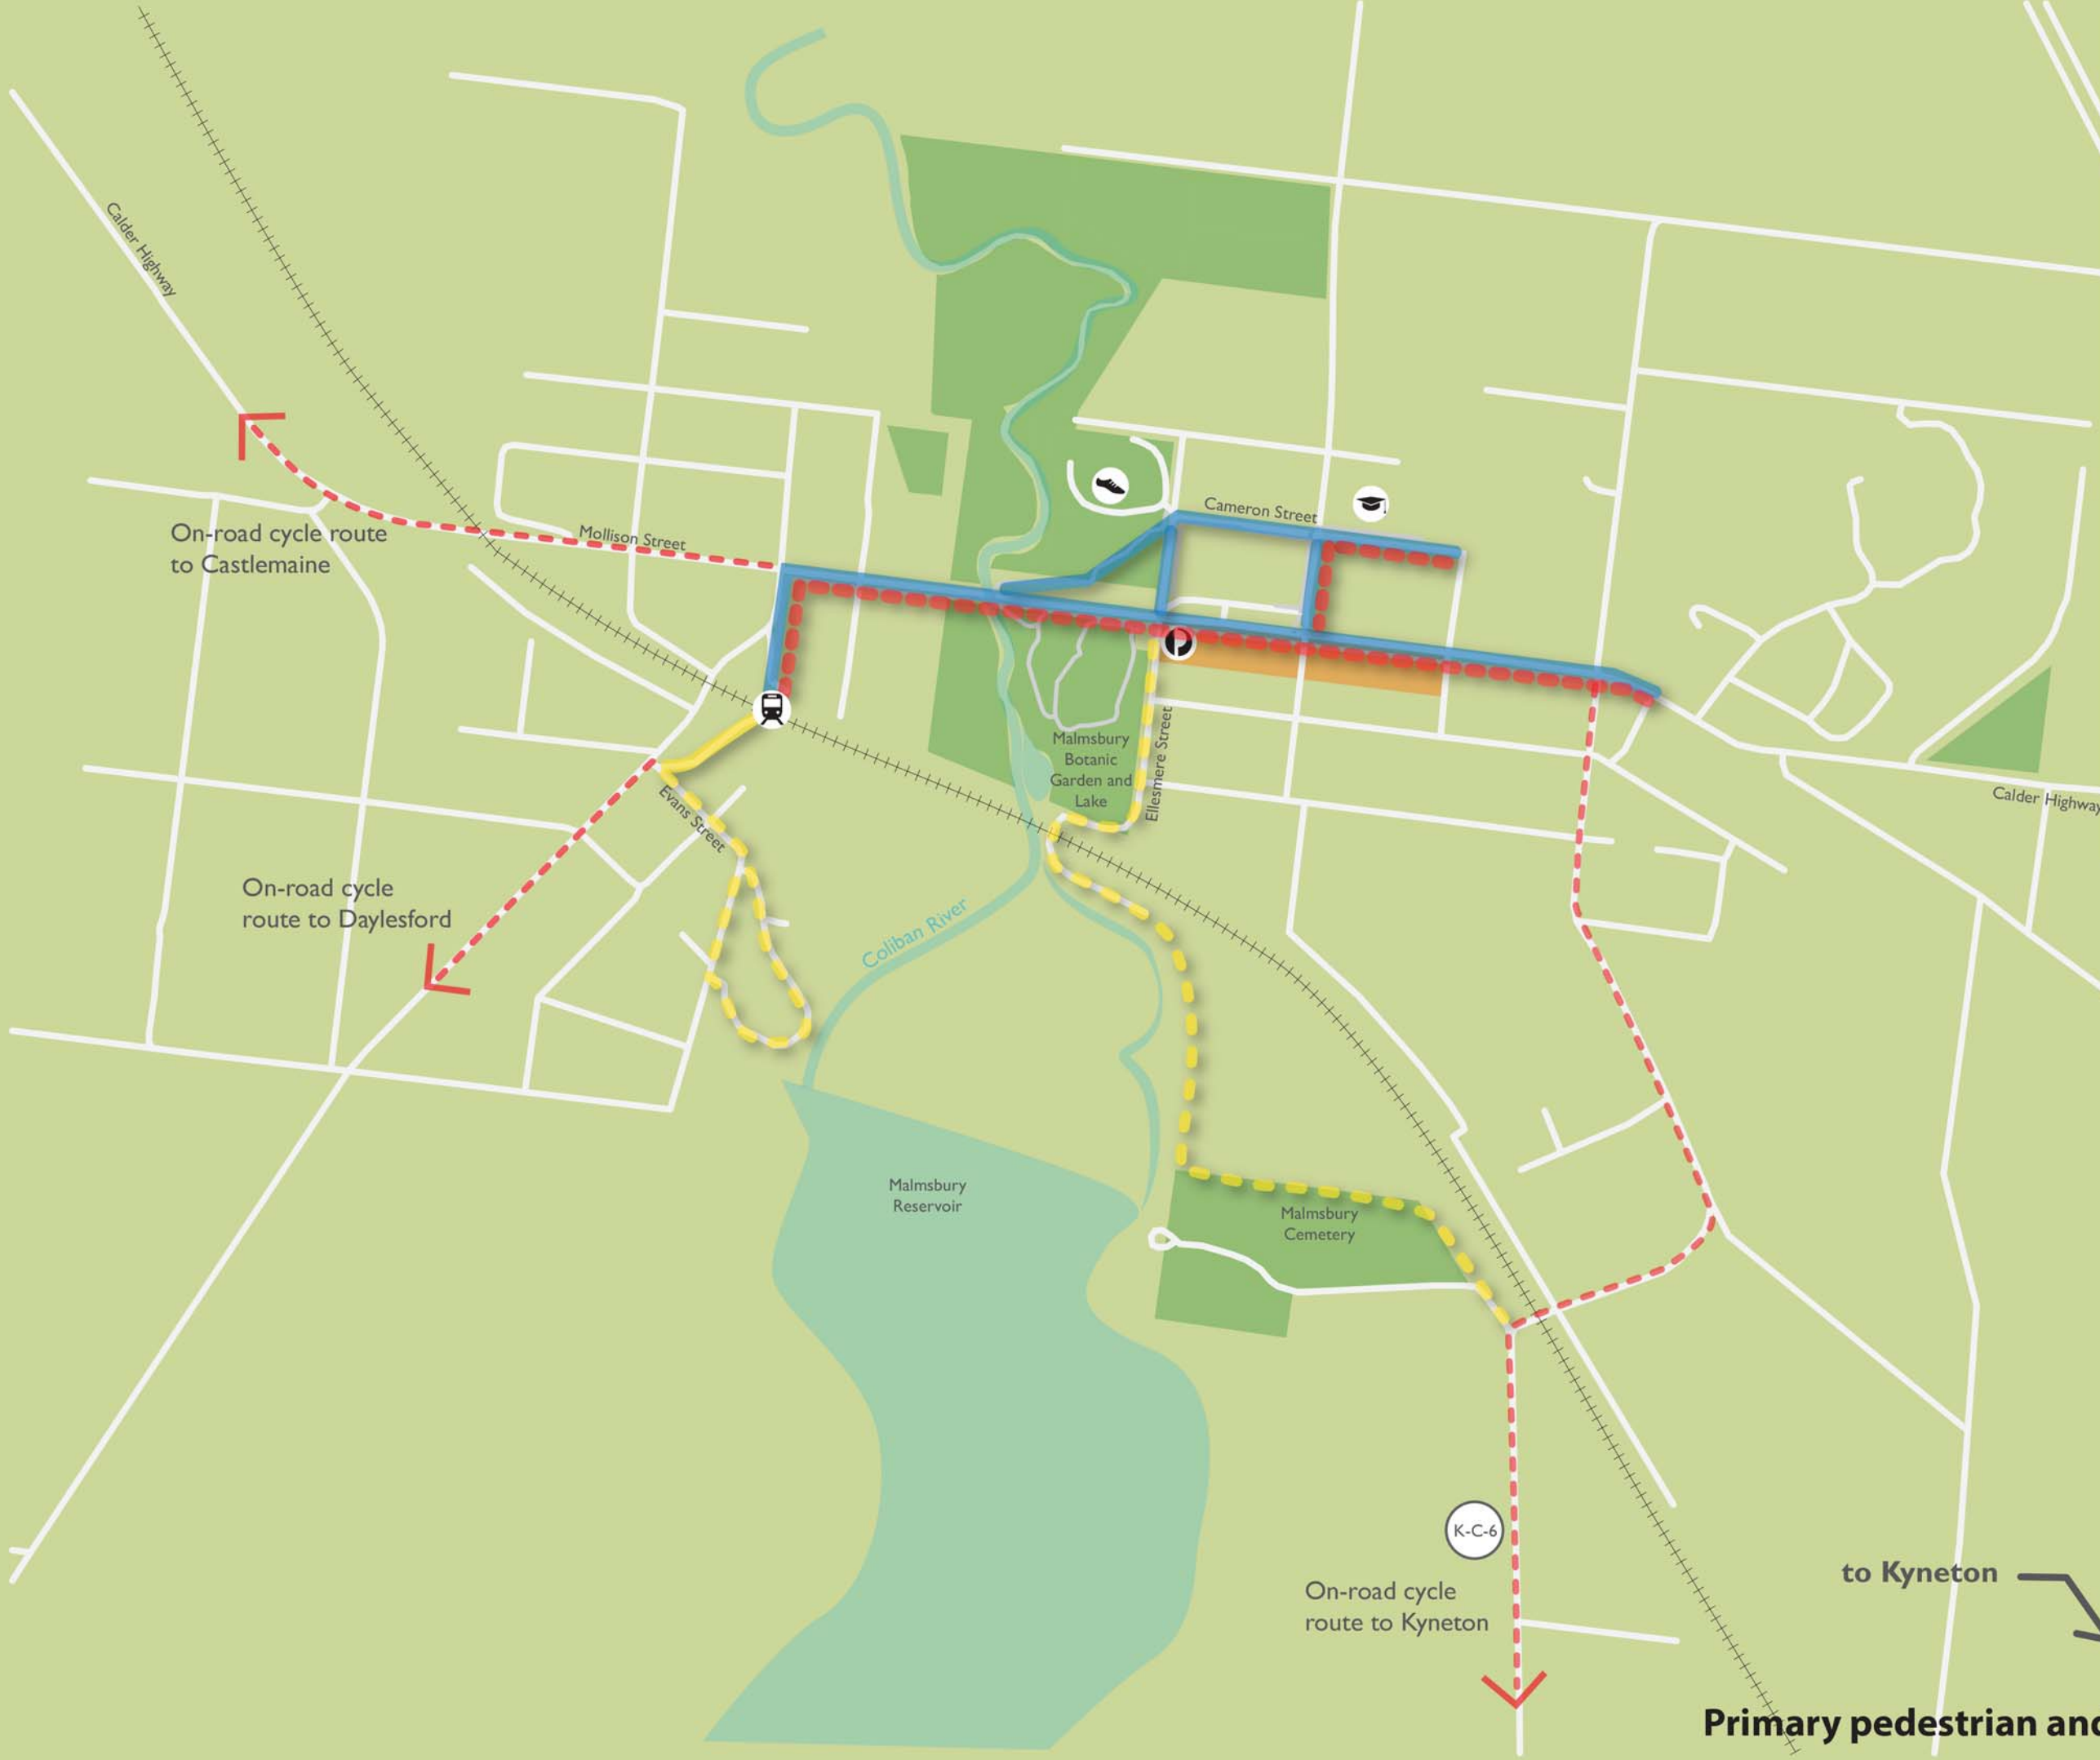 Calder Highway
On-road cycle route
to Castlemaine
Mollison Street
Cameron Street
Malmsbury
Botanic
Garden and
Lake
Ellesmere Street
Calder Highway
Evans Street
On-road cycle
route to Daylesford
Coliban River
Malmsbury
Reservoir
Malmsbury
Cemetery
K-C-6
to Kyneton
On-road cycle
route to Kyneton
Primary pedestrian and